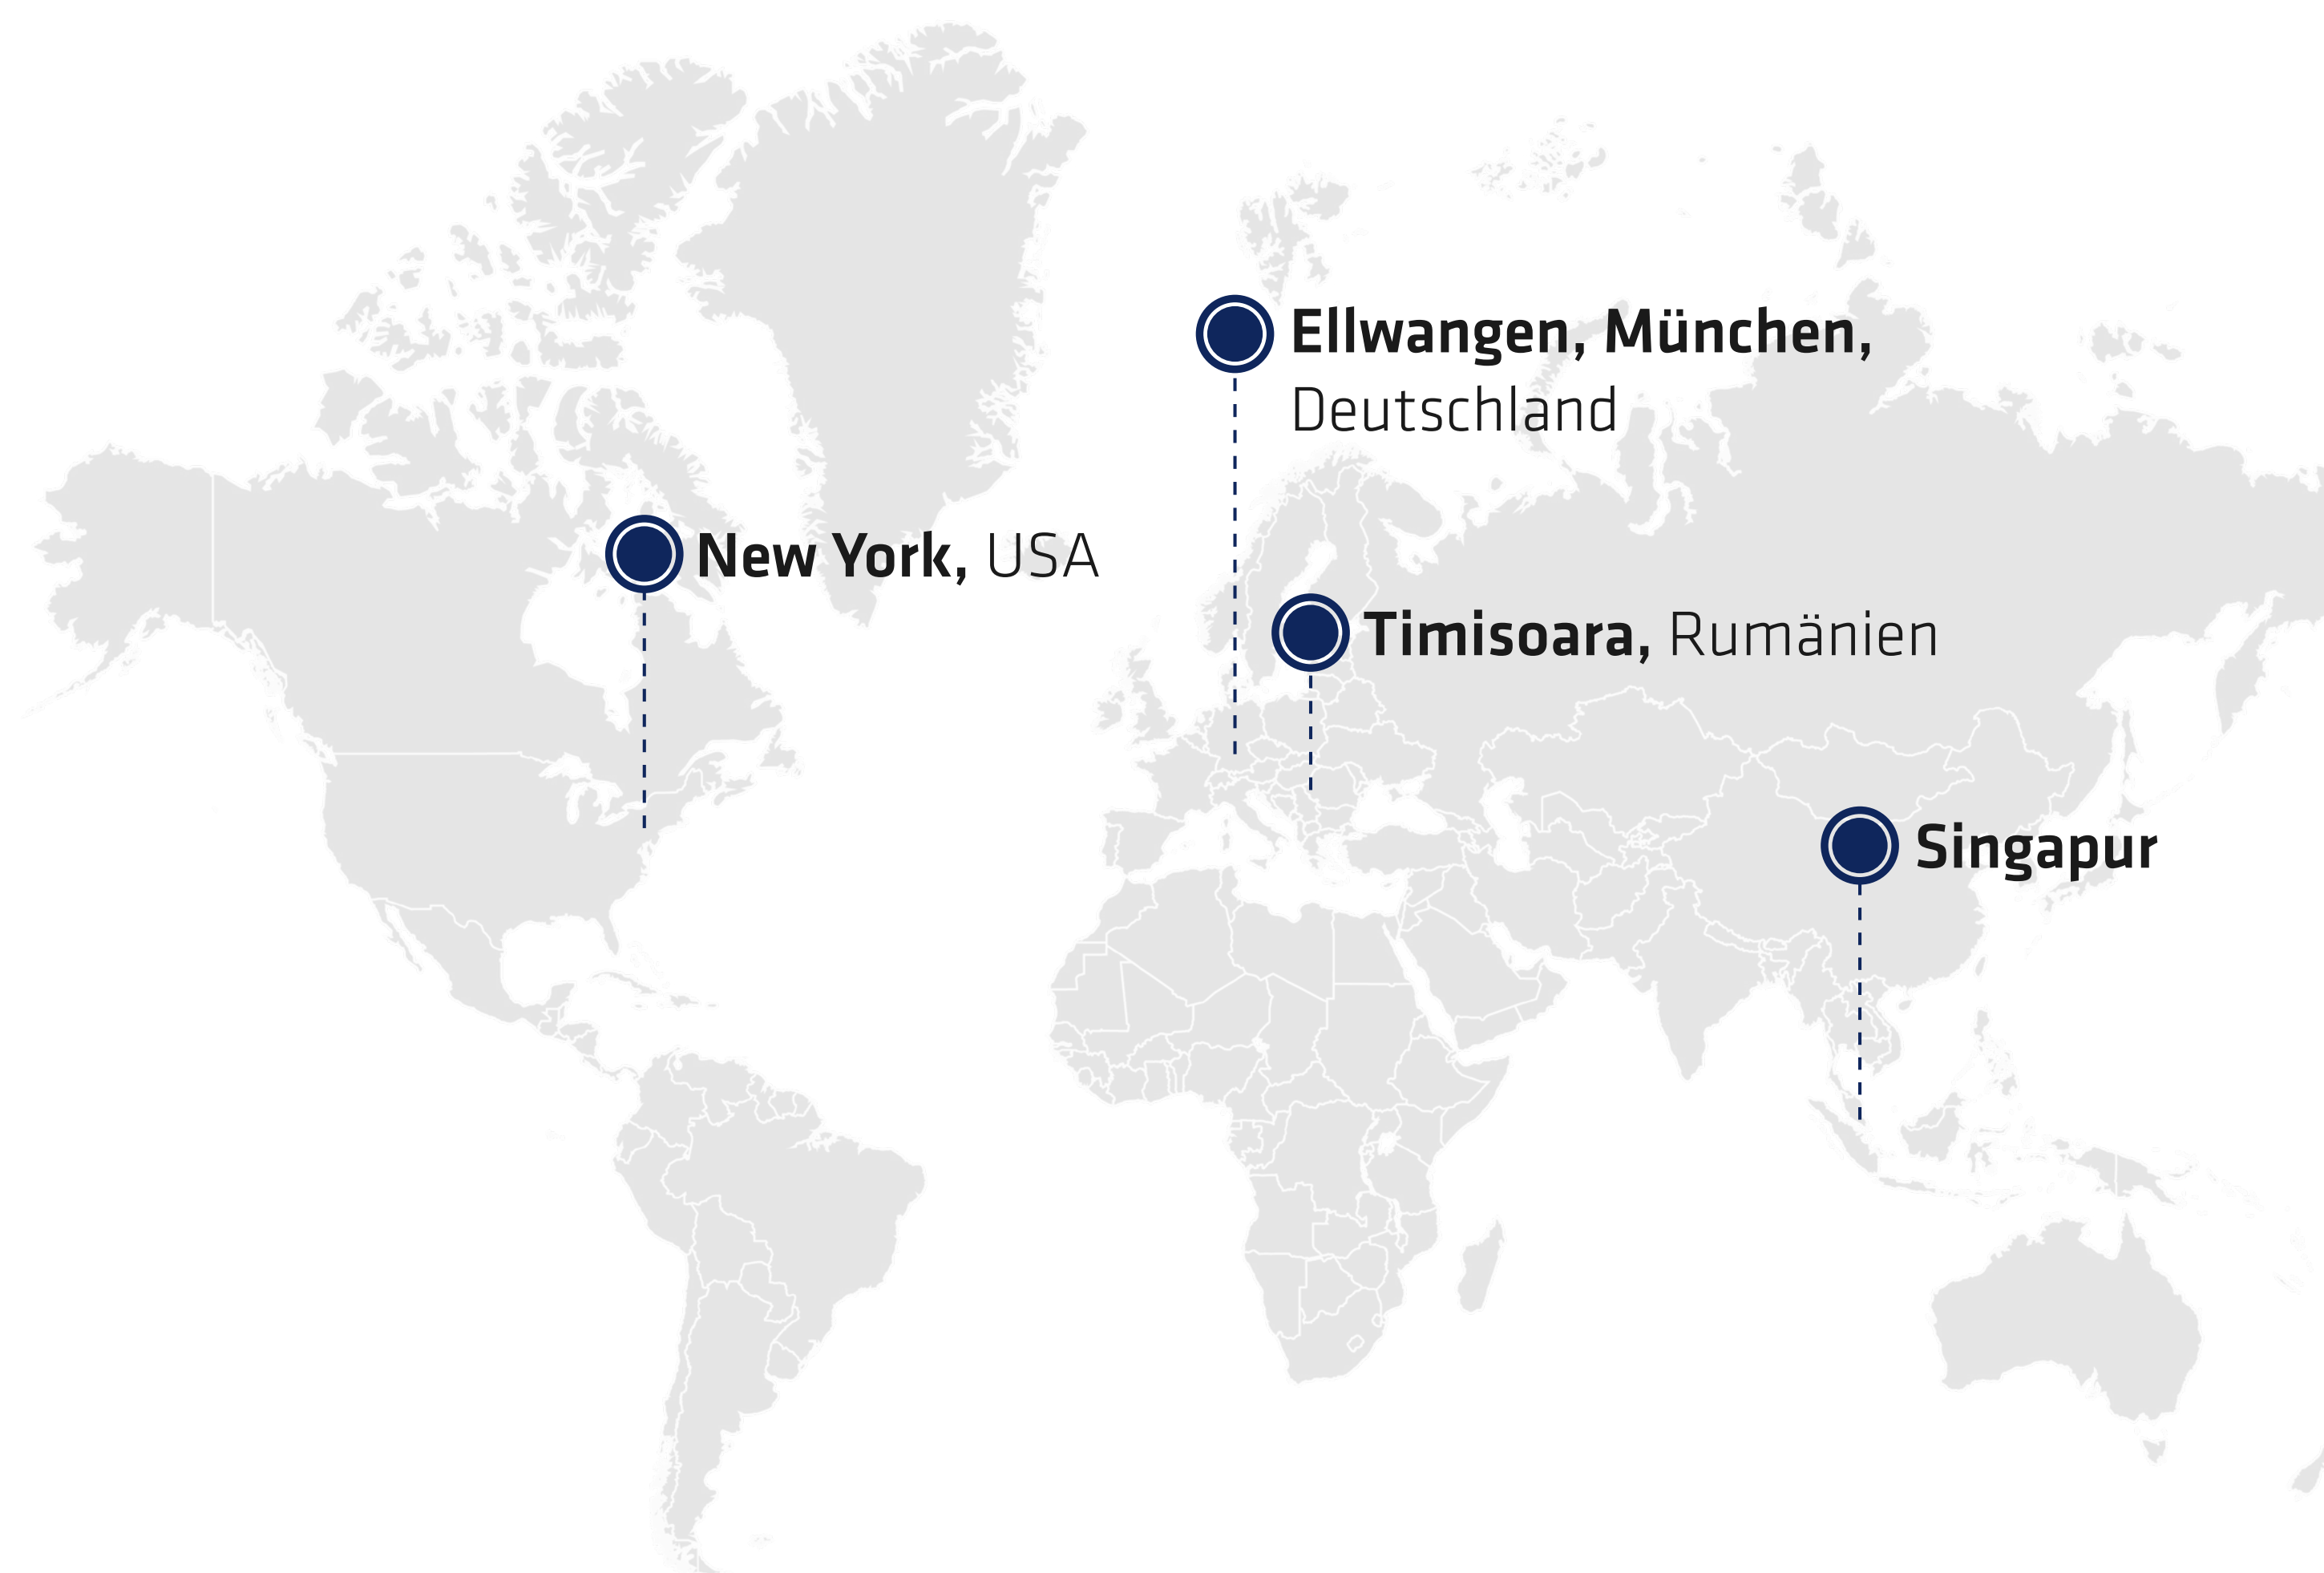 Ellwangen, München,
Deutschland
New York, USA
Timisoara, Rumänien
Singapur